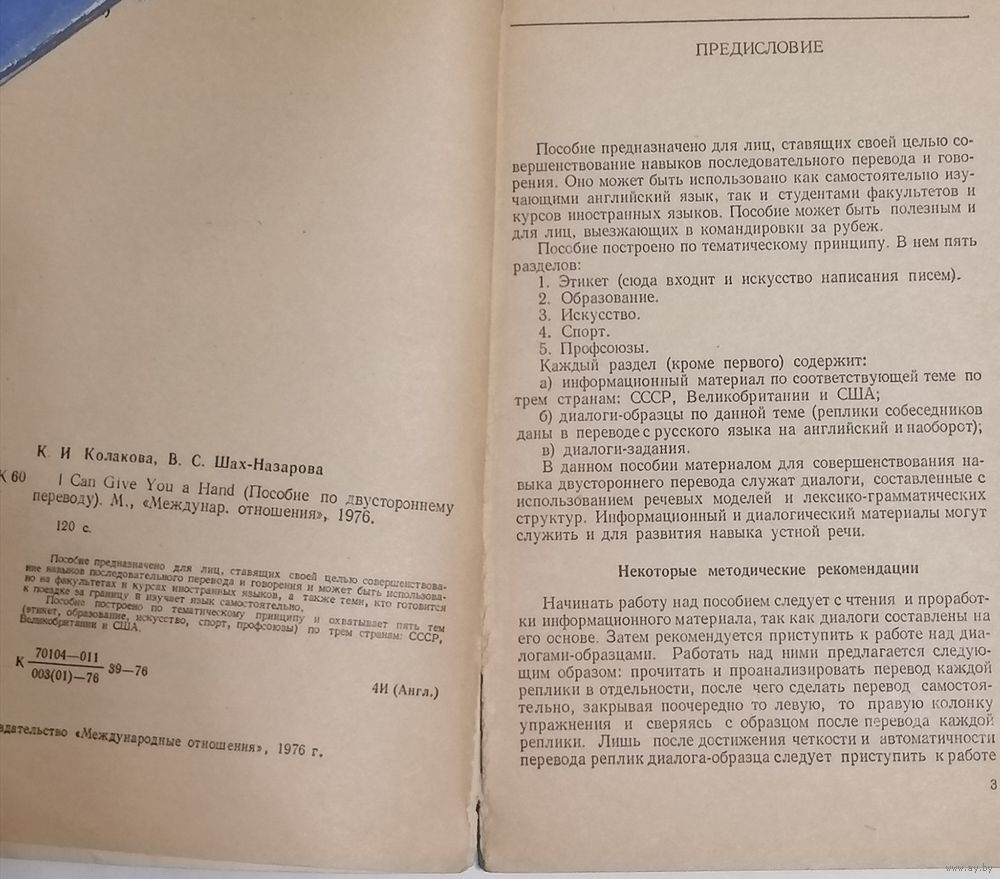 К. И Колакова, В. С. Шах-Назарова
К 60
I Can Give You a Hand (Пособие по двустороннему
переводу). М., «Междунар. отношения», 1976.
120 с.
Пособие предназначено для лиц, ставящих своей целью совершенствова-
ние навыков последовательного перевода и говорения и может быть использова-
но на факультетах и курсах иностранных языков, а также теми, кто готовится
к поездке за границу и изучает язык самостоятельно.
Пособие построено по тематическому принципу и охватывает пять тем
(этикет, образование, искусство, спорт, профсоюзы) по трем странам: СССР,
Великобритании и США.
К 70104—011
003(01)—76 39—76
4И (Англ.)
здательство «Международные отношения», 1976 г.
ПРЕДИСЛОВИЕ
Пособие предназначено для лиц, ставящих своей целью со-
вершенствование навыков последовательного перевода и гово-
рения. Оно может быть использовано как самостоятельно изу-
чающими английский язык, так и студентами факультетов и
курсов иностранных языков. Пособие может быть полезным и
для лиц, выезжающих в командировки за рубеж.
Пособие построено по тематическому принципу. В нем пять
разделов:
1. Этикет (сюда входит и искусство написания писем).
2. Образование.
3. Искусство.
4. Спорт.
5. Профсоюзы.
Каждый раздел (кроме первого) содержит:
а) информационный материал по соответствующей теме по
трем странам: СССР, Великобритании и США;
б) диалоги-образцы по данной теме (реплики собеседников
даны в переводе с русского языка на английский и наоборот);
в) диалоги-задания.
В данном пособии материалом для совершенствования на-
выка двустороннего перевода служат диалоги, составленные с
использованием речевых моделей и лексико-грамматических
структур. Информационный и диалогический материалы могут
служить и для развития навыка устной речи.
Некоторые методические рекомендации
Начинать работу над пособием следует с чтения и проработ-
ки информационного материала, так как диалоги составлены на
его основе. Затем рекомендуется приступить к работе над диа-
логами-образцами. Работать над ними предлагается следую-
щим образом: прочитать и проанализировать перевод каждой
реплики в отдельности, после чего сделать перевод самостоя-
тельно, закрывая поочередно то левую, то правую колонку
упражнения и сверяясь с образцом после перевода каждой
реплики. Лишь после достижения четкости и автоматичности
перевода реплик диалога-образца следует приступить к работе
3
www.ay.by